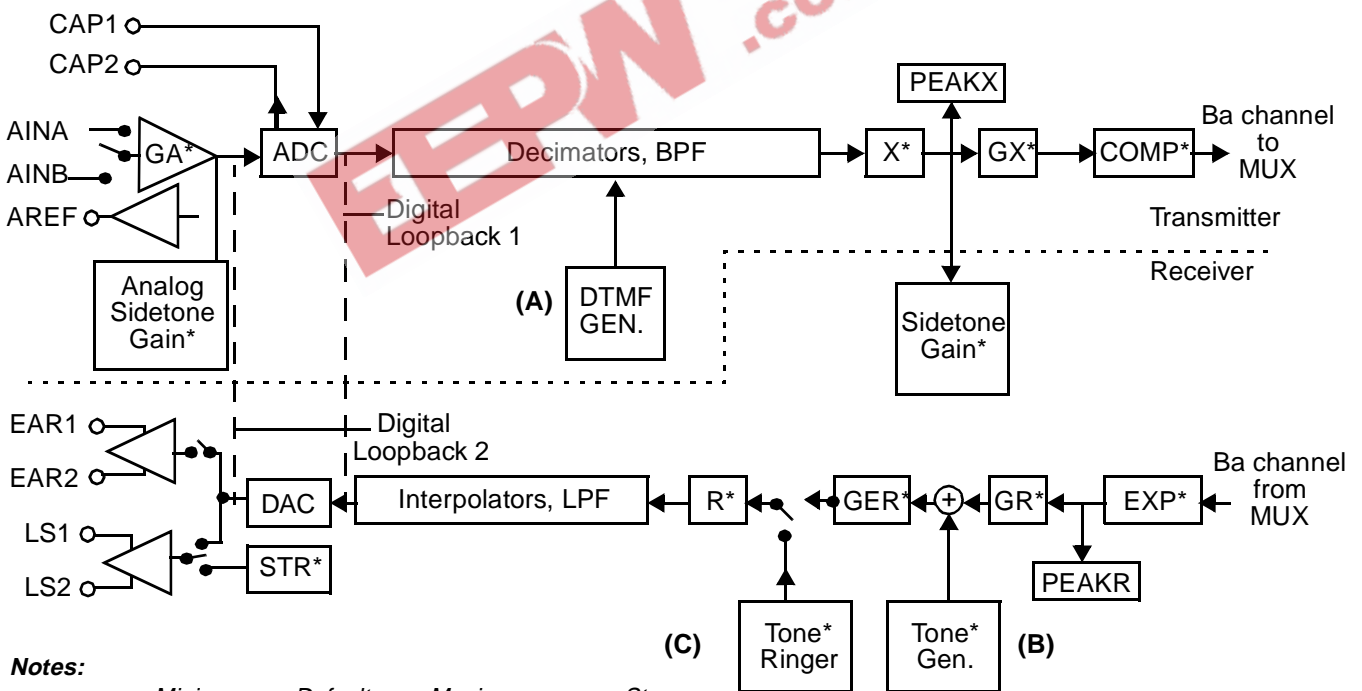 CAP1
CAP2
AINA
AINB
AREF
GA*
ADC
Decimators, BPF
X*
PEAKX
GX*
COMP*
Ba channel
to
MUX
Digital
Loopback 1
Transmitter
Receiver
Analog
Sidetone
Gain*
(A)
DTMF
GEN.
Sidetone
Gain*
EAR1
EAR2
LS1
LS2
Digital
Loopback 2
DAC
Interpolators, LPF
R*
GER*
+
GR*
EXP*
Ba channel
from
MUX
STR*
PEAKR
(C)
Tone*
Ringer
Tone*
Gen.
(B)
Notes:
EEPW .co